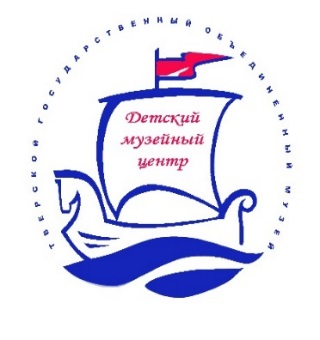 ТВЕРСКОЙ ГОСУДАРСТВЕННЫЙ ОБЪЕДИНЕННЫЙ МУЗЕЙ
Детский
музейный
центр